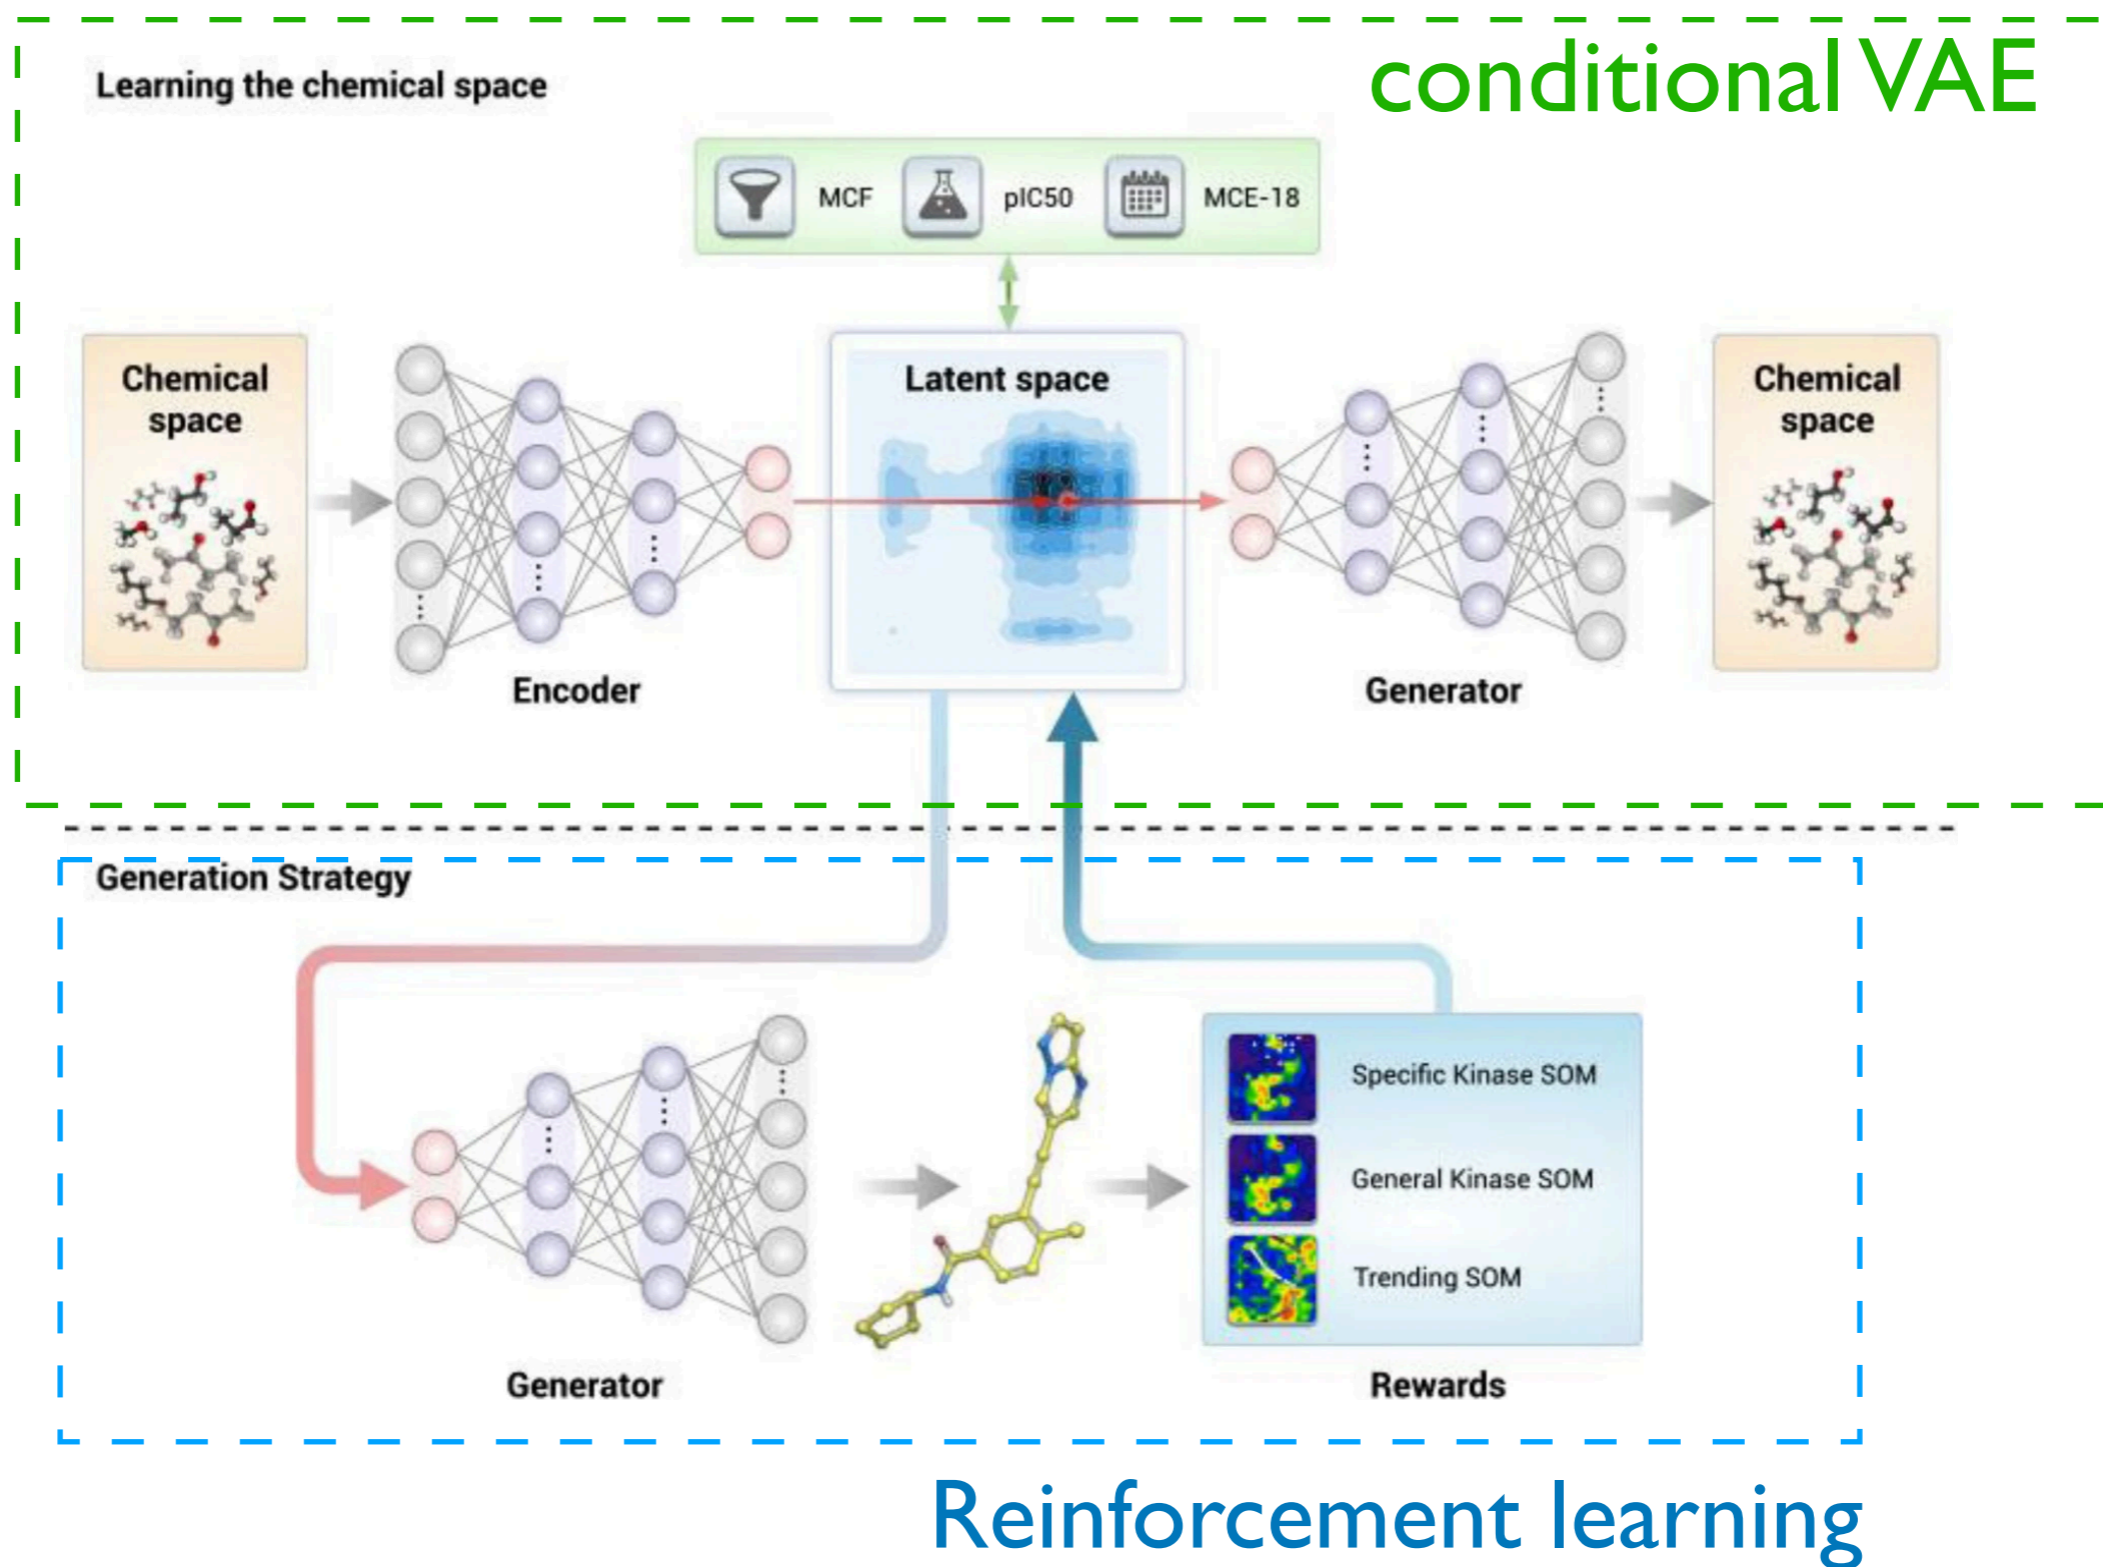 conditional VAE
Learning the chemical space
MCF
pIC50
MCE-18
Chemical
space
Latent space
Chemical
space
Encoder
Generator
Generation Strategy
Specific Kinase SOM
General Kinase SOM
Trending SOM
Generator
Rewards
Reinforcement learning